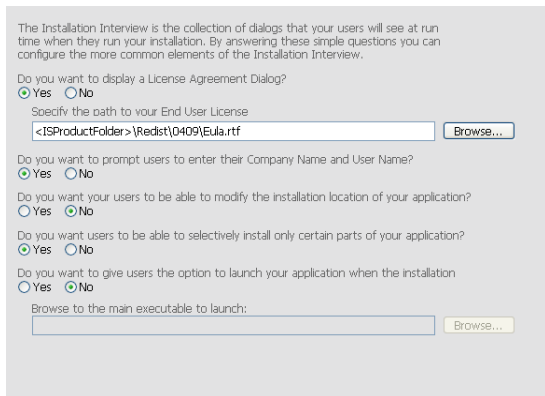 The Installation Interview is the collection of dialogs that your users will see at run
time when they run your installation. By answering these simple questions you can
configure the more common elements of the Installation Interview.
Do you want to display a License Agreement Dialog?
Yes No
Specify the path to your End User License
<ISProductFolder>\Redist\0409\Eula.rtf Browse...
Do you want to prompt users to enter their Company Name and User Name?
Yes No
Do you want your users to be able to modify the installation location of your application?
Yes No
Do you want users to be able to selectively install only certain parts of your application?
Yes No
Do you want to give users the option to launch your application when the installation
Yes No
Browse to the main executable to launch:
Browse...